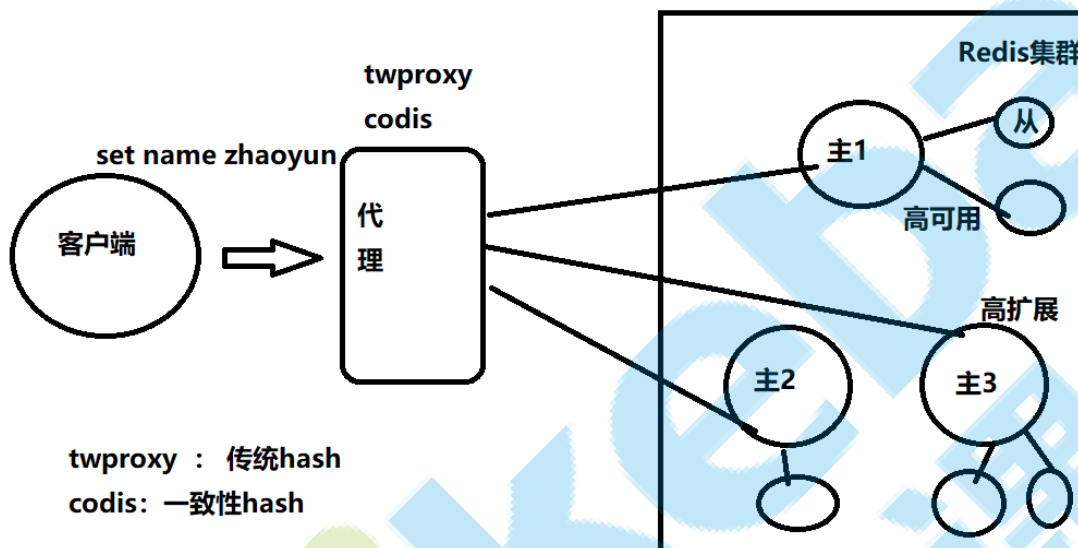 Redis集群
twproxy
codis
set name zhaoyun
客户端
代
理
主1
从
高可用
高扩展
主2
主3
twproxy ： 传统hash
codis：一致性hash